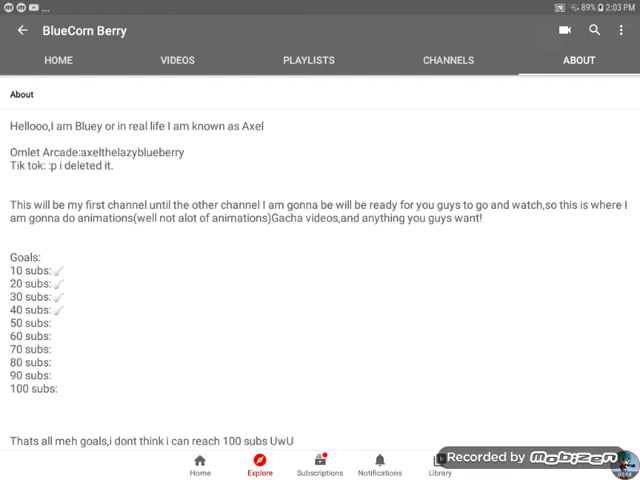 ... 89% 2:03 PM
BlueCorn Berry
HOME VIDEOS PLAYLISTS CHANNELS ABOUT
About
Hellooo,I am Bluey or in real life I am known as Axel
Omlet Arcade:axelthelazyblueberry
Tik tok: :p i deleted it.
This will be my first channel until the other channel I am gonna be will be ready for you guys to go and watch,so this is where I
am gonna do animations(well not alot of animations)Gacha videos,and anything you guys want!
Goals:
10 subs:✓
20 subs:✓
30 subs:✓
40 subs:✓
50 subs:
60 subs:
70 subs:
80 subs:
90 subs:
100 subs:
Thats all meh goals,i dont think i can reach 100 subs UwU
Recorded by MOBIZEN
Home Explore Subscriptions Notifications Library